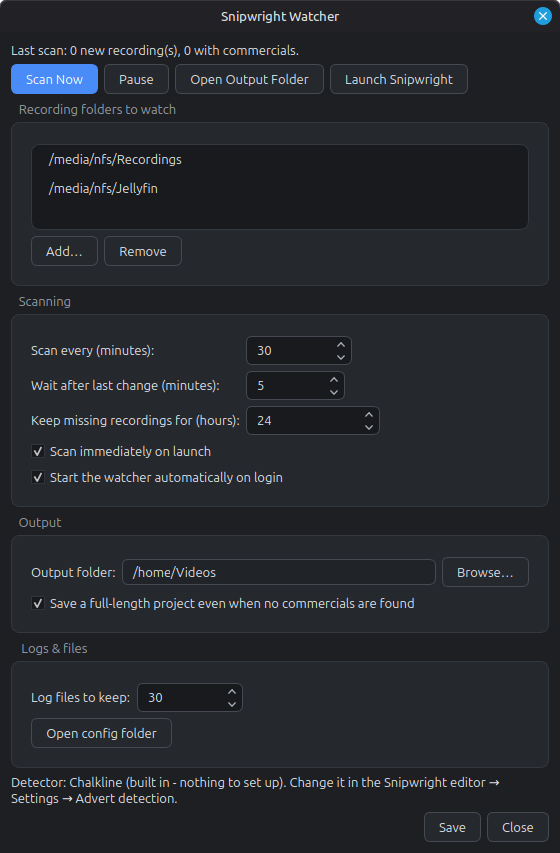 Snipwright Watcher
Last scan: 0 new recording(s), 0 with commercials.
Scan Now Pause Open Output Folder Launch Snipwright
Recording folders to watch
/media/nfs/Recordings
/media/nfs/Jellyfin
Add... Remove
Scanning
Scan every (minutes): 30
Wait after last change (minutes): 5
Keep missing recordings for (hours): 24
Scan immediately on launch
Start the watcher automatically on login
Output
Output folder: /home/Videos Browse...
Save a full-length project even when no commercials are found
Logs & files
Log files to keep: 30
Open config folder
Detector: Chalkline (built in - nothing to set up). Change it in the Snipwright editor →
Settings → Advert detection.
Save Close